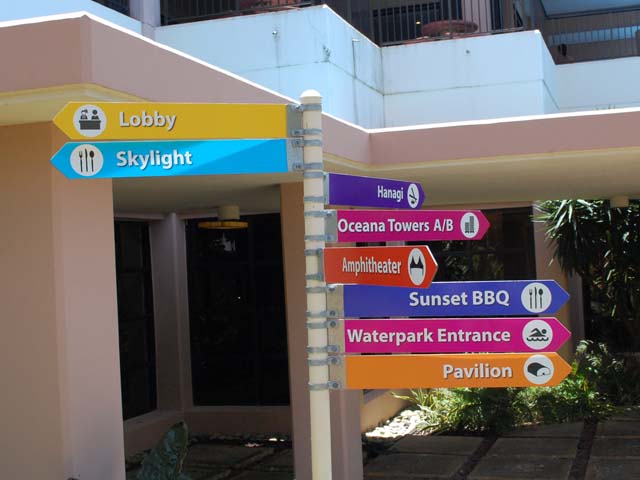 Lobby
Skylight
Hanagi
Oceana Towers A/B
Amphitheater
Sunset BBQ
Waterpark Entrance
Pavilion